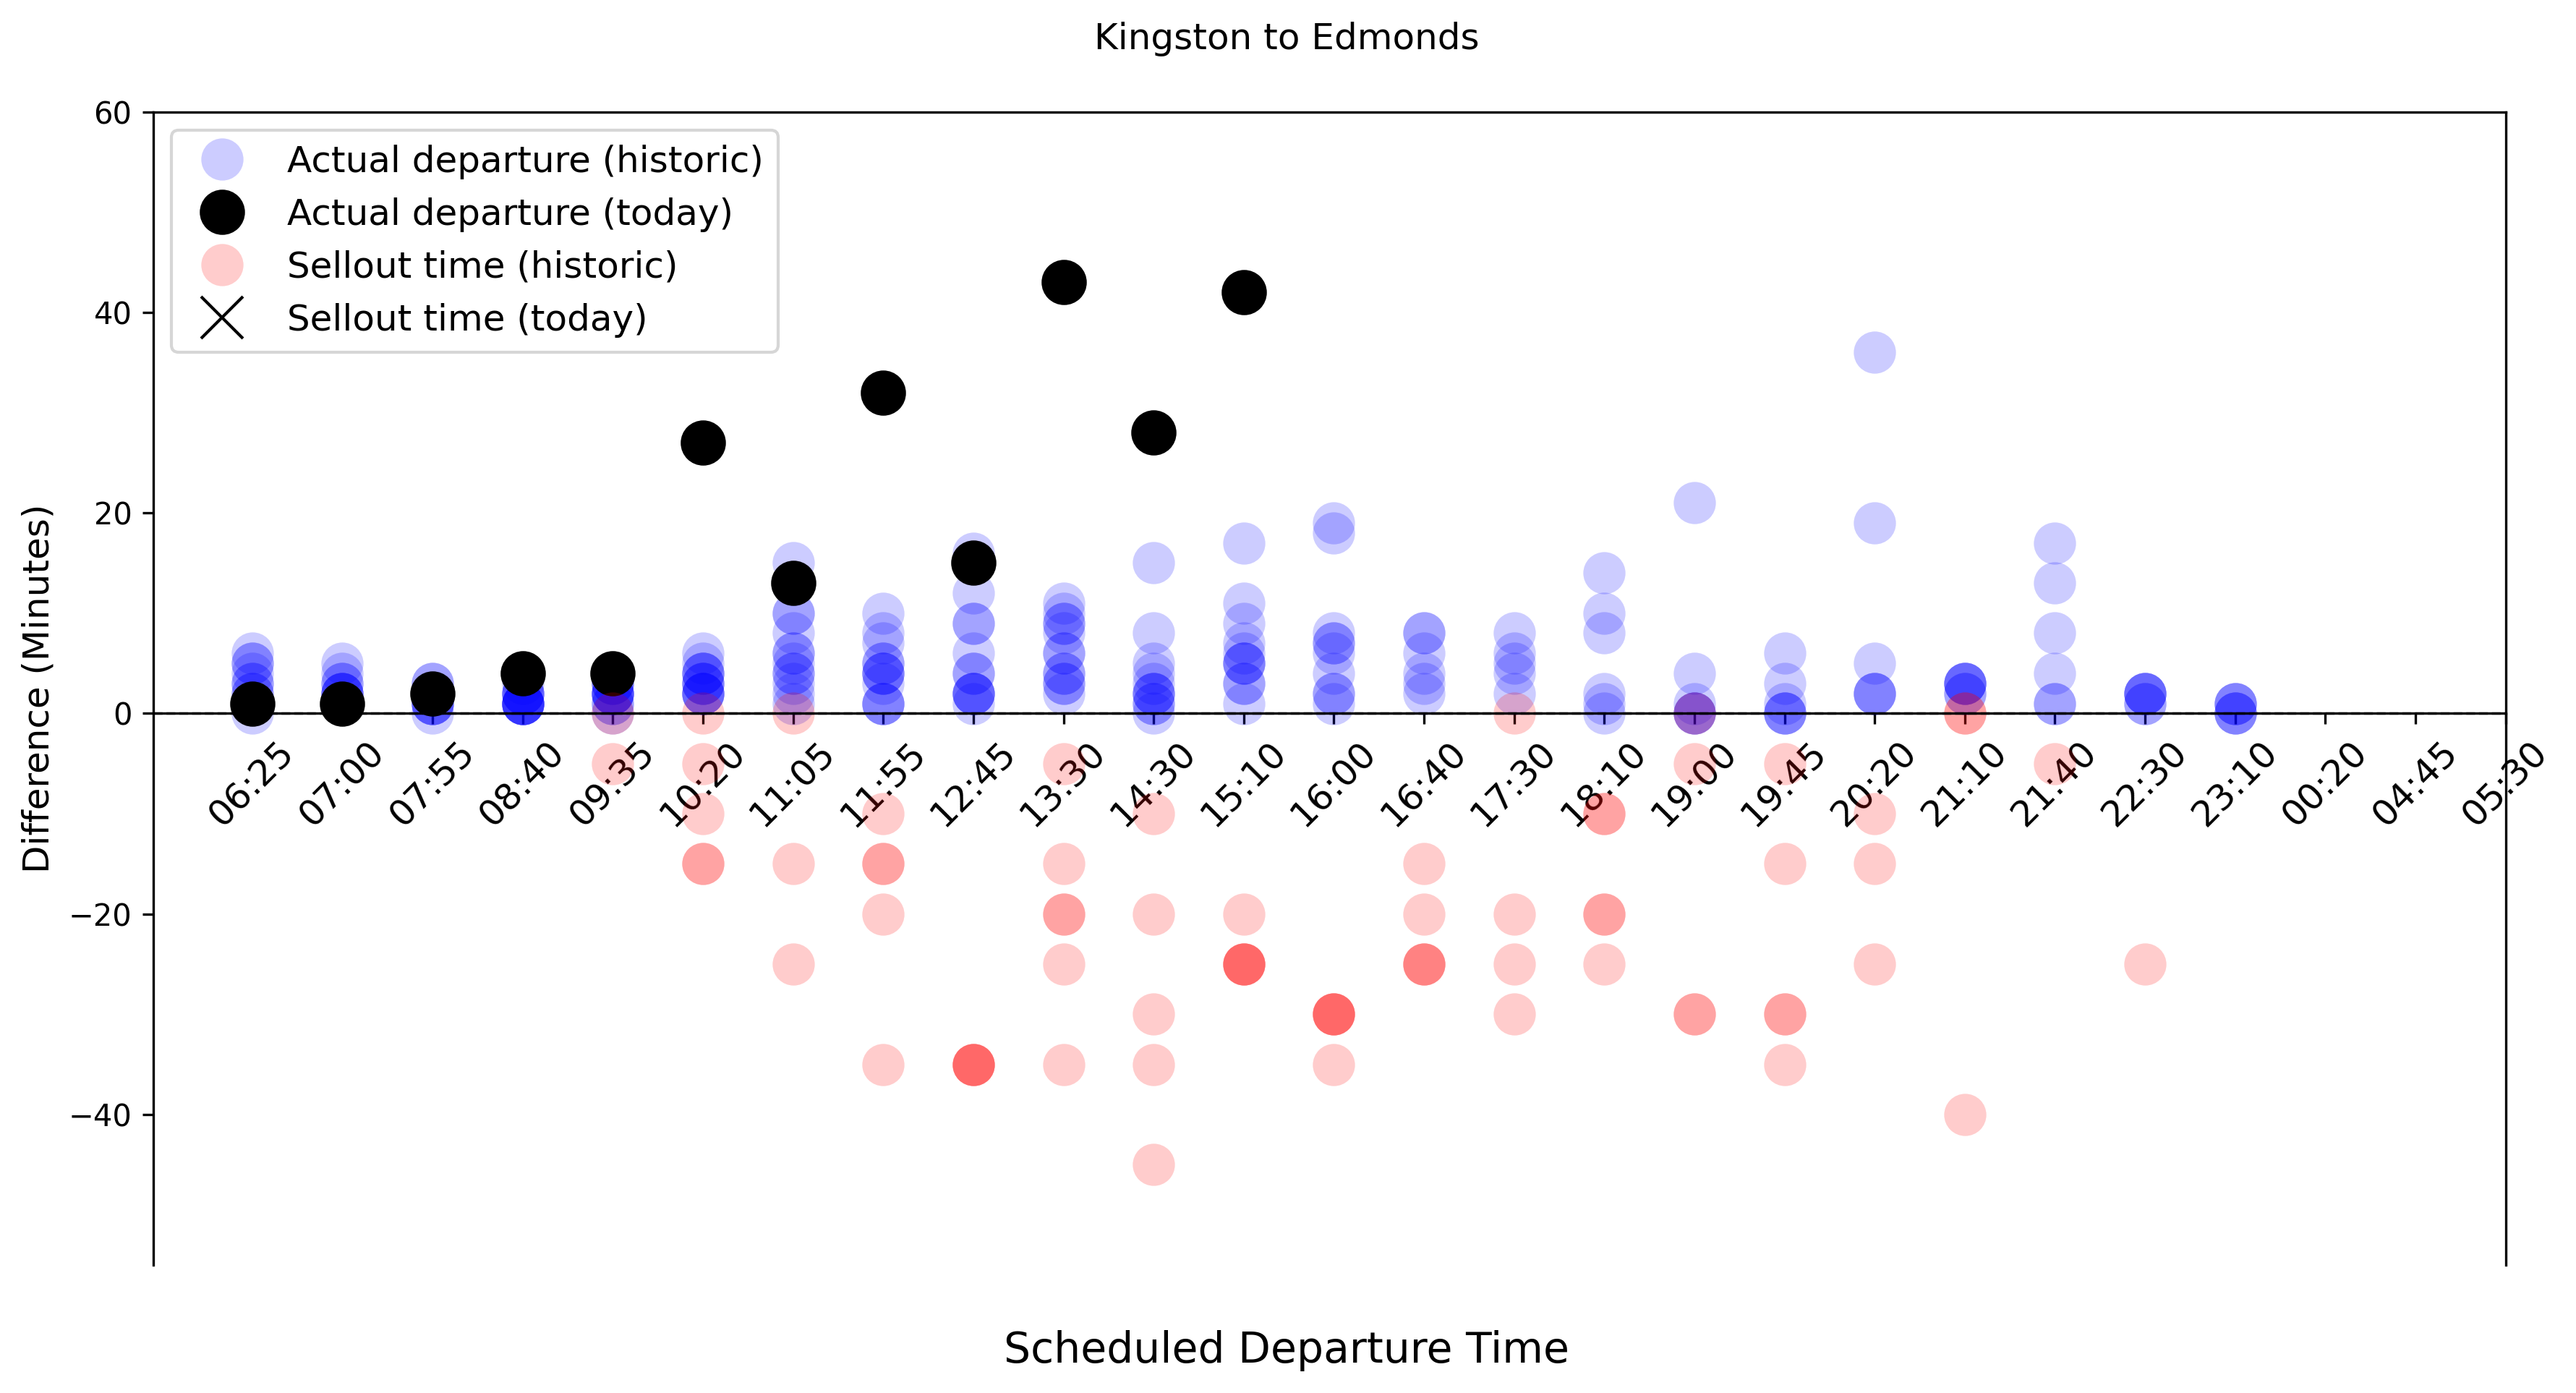 Kingston to Edmonds
Actual departure (historic)
Actual departure (today)
Sellout time (historic)
Sellout time (today)
Difference (Minutes)
60
40
20
0
−20
−40
06:25 07:00 07:55 08:40 09:35 10:20 11:05 11:55 12:45 13:30 14:30 15:10 16:00 16:40 17:30 18:10 19:00 19:45 20:20 21:10 21:40 22:30 23:10 00:20 04:45 05:30
Scheduled Departure Time